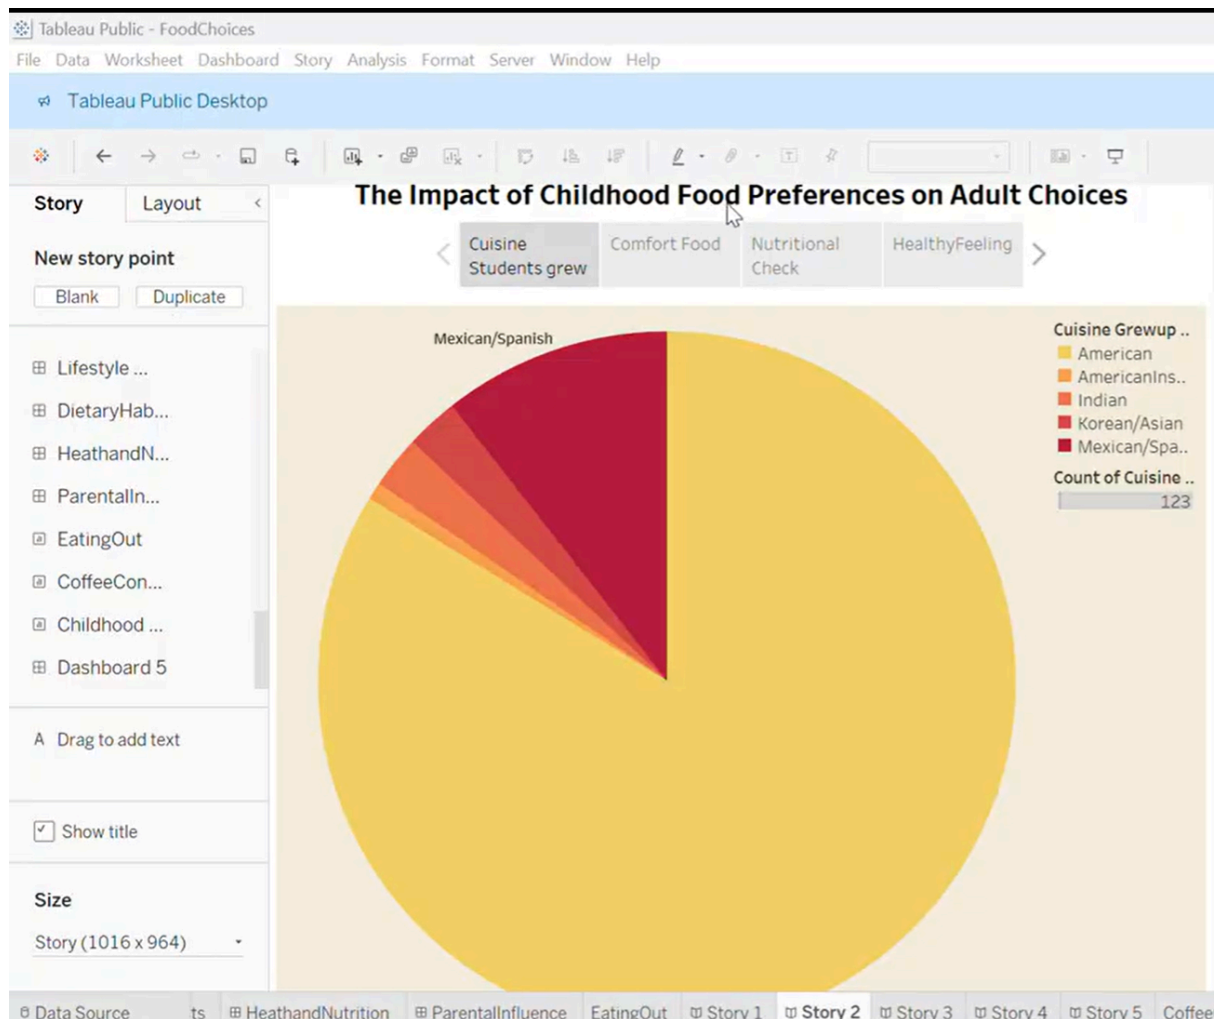 Tableau Public - FoodChoices
File Data Worksheet Dashboard Story Analysis Format Server Window Help
Tableau Public Desktop
Story Layout
The Impact of Childhood Food Preferences on Adult Choices
Cuisine
Students grew
Comfort Food
Nutritional
Check
HealthyFeeling
New story point
Blank Duplicate
Lifestyle ...
DietaryHab...
HeathandN...
ParentalIn...
EatingOut
CoffeeCon...
Childhood ...
Dashboard 5
A Drag to add text
Show title
Size
Story (1016 x 964)
Mexican/Spanish
Cuisine Grewup ..
American
AmericanIns..
Indian
Korean/Asian
Mexican/Spa..
Count of Cuisine ..
123
Data Source ts HeathandNutrition ParentalInfluence EatingOut Story 1 Story 2 Story 3 Story 4 Story 5 Coffee